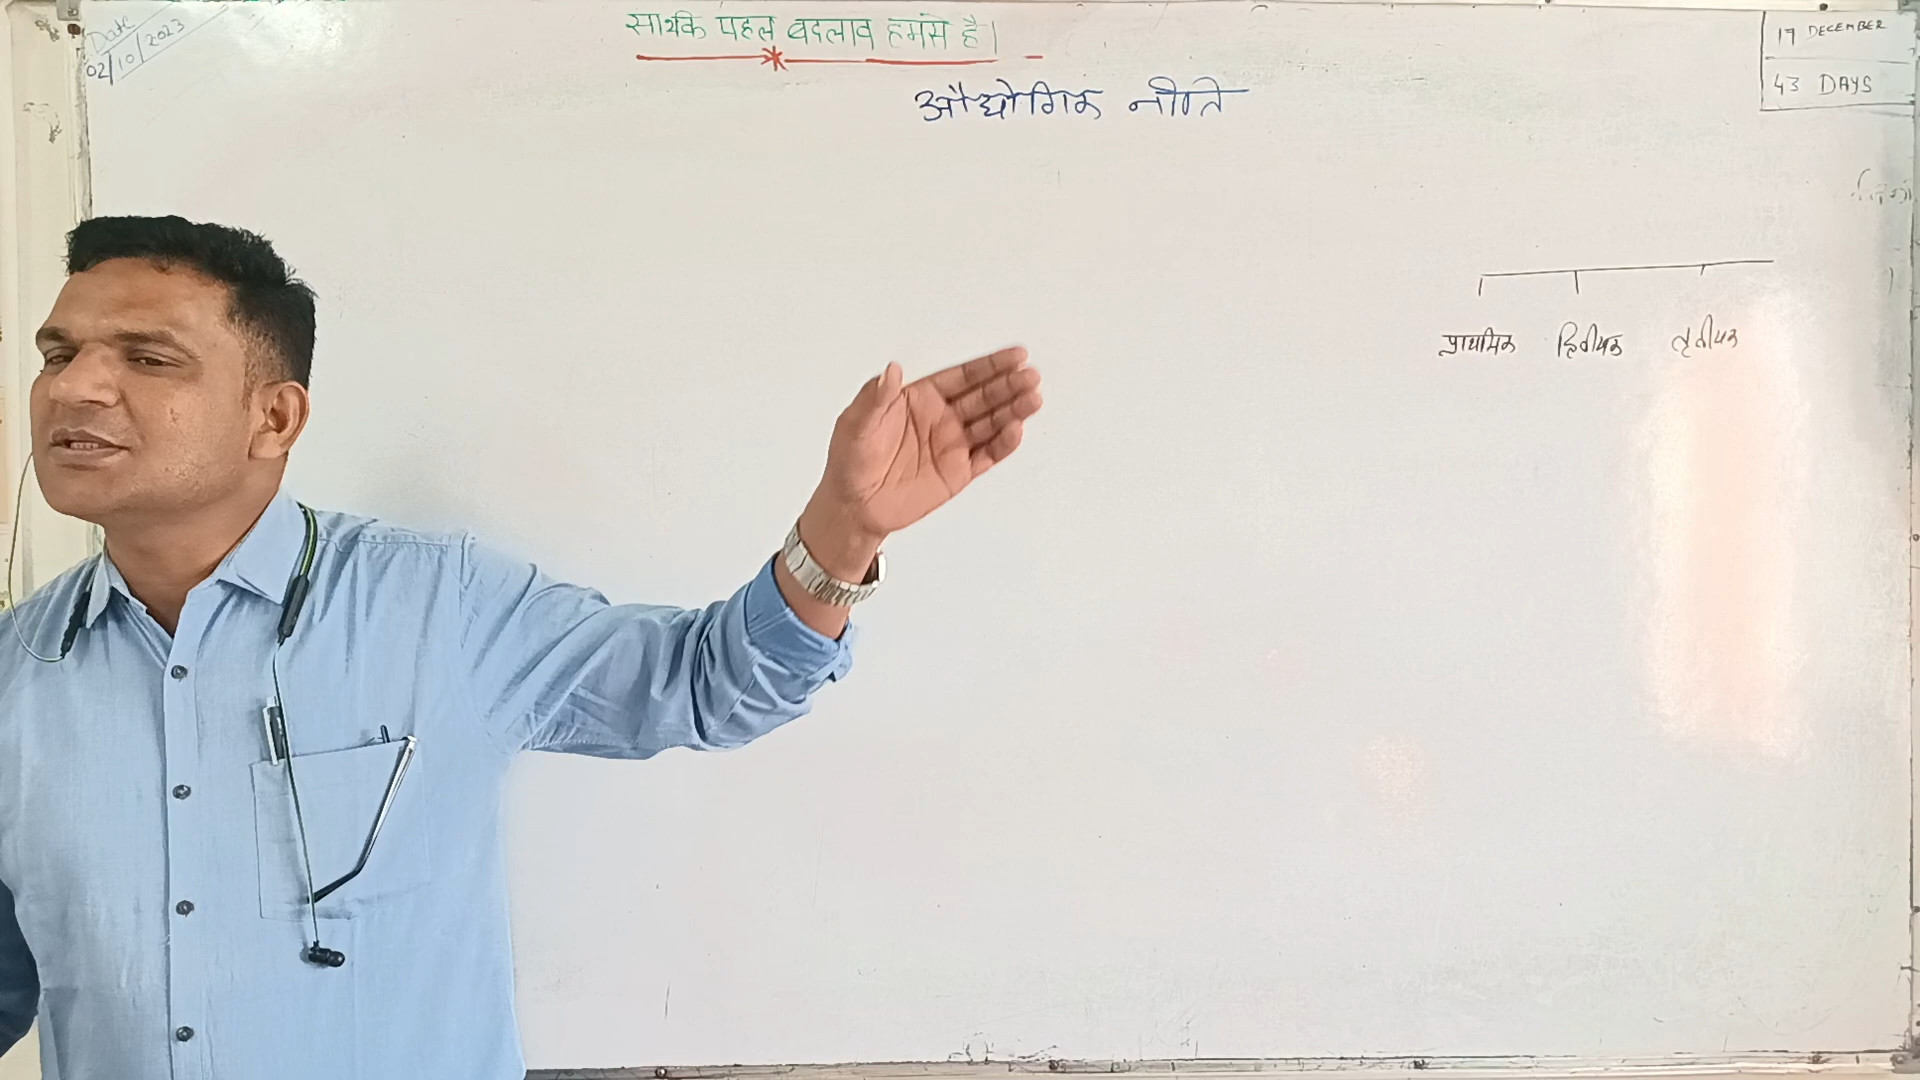 Date
02/10/2023
सार्थक पहल बदलाव हमसे है।
औद्योगिक नीति
17 DECEMBER
43 DAYS
प्राथमिक द्वितीयक तृतीयक